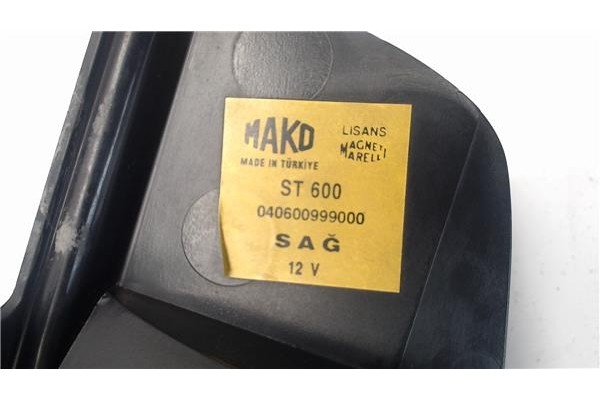 MAKO
MADE IN TÜRKİYE
LISANS
MAGNETI
MARELLI
ST 600
040600999000
SAĞ
12 V